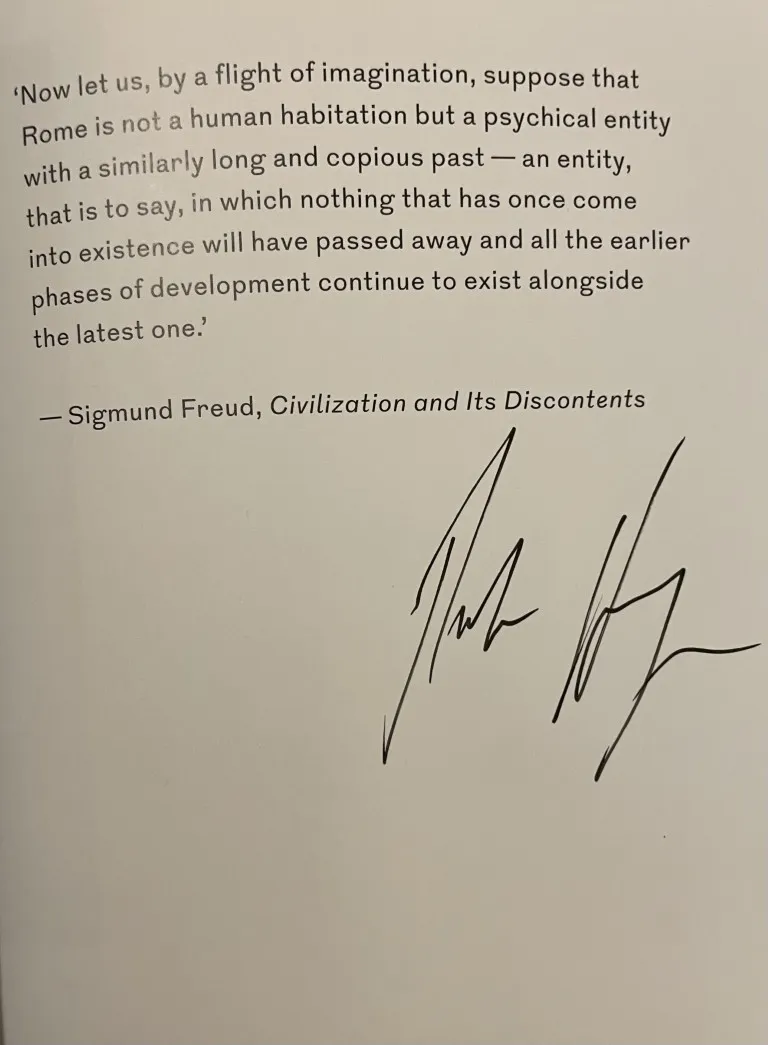 ‘Now let us, by a flight of imagination, suppose that
Rome is not a human habitation but a psychical entity
with a similarly long and copious past — an entity,
that is to say, in which nothing that has once come
into existence will have passed away and all the earlier
phases of development continue to exist alongside
the latest one.’
— Sigmund Freud, Civilization and Its Discontents